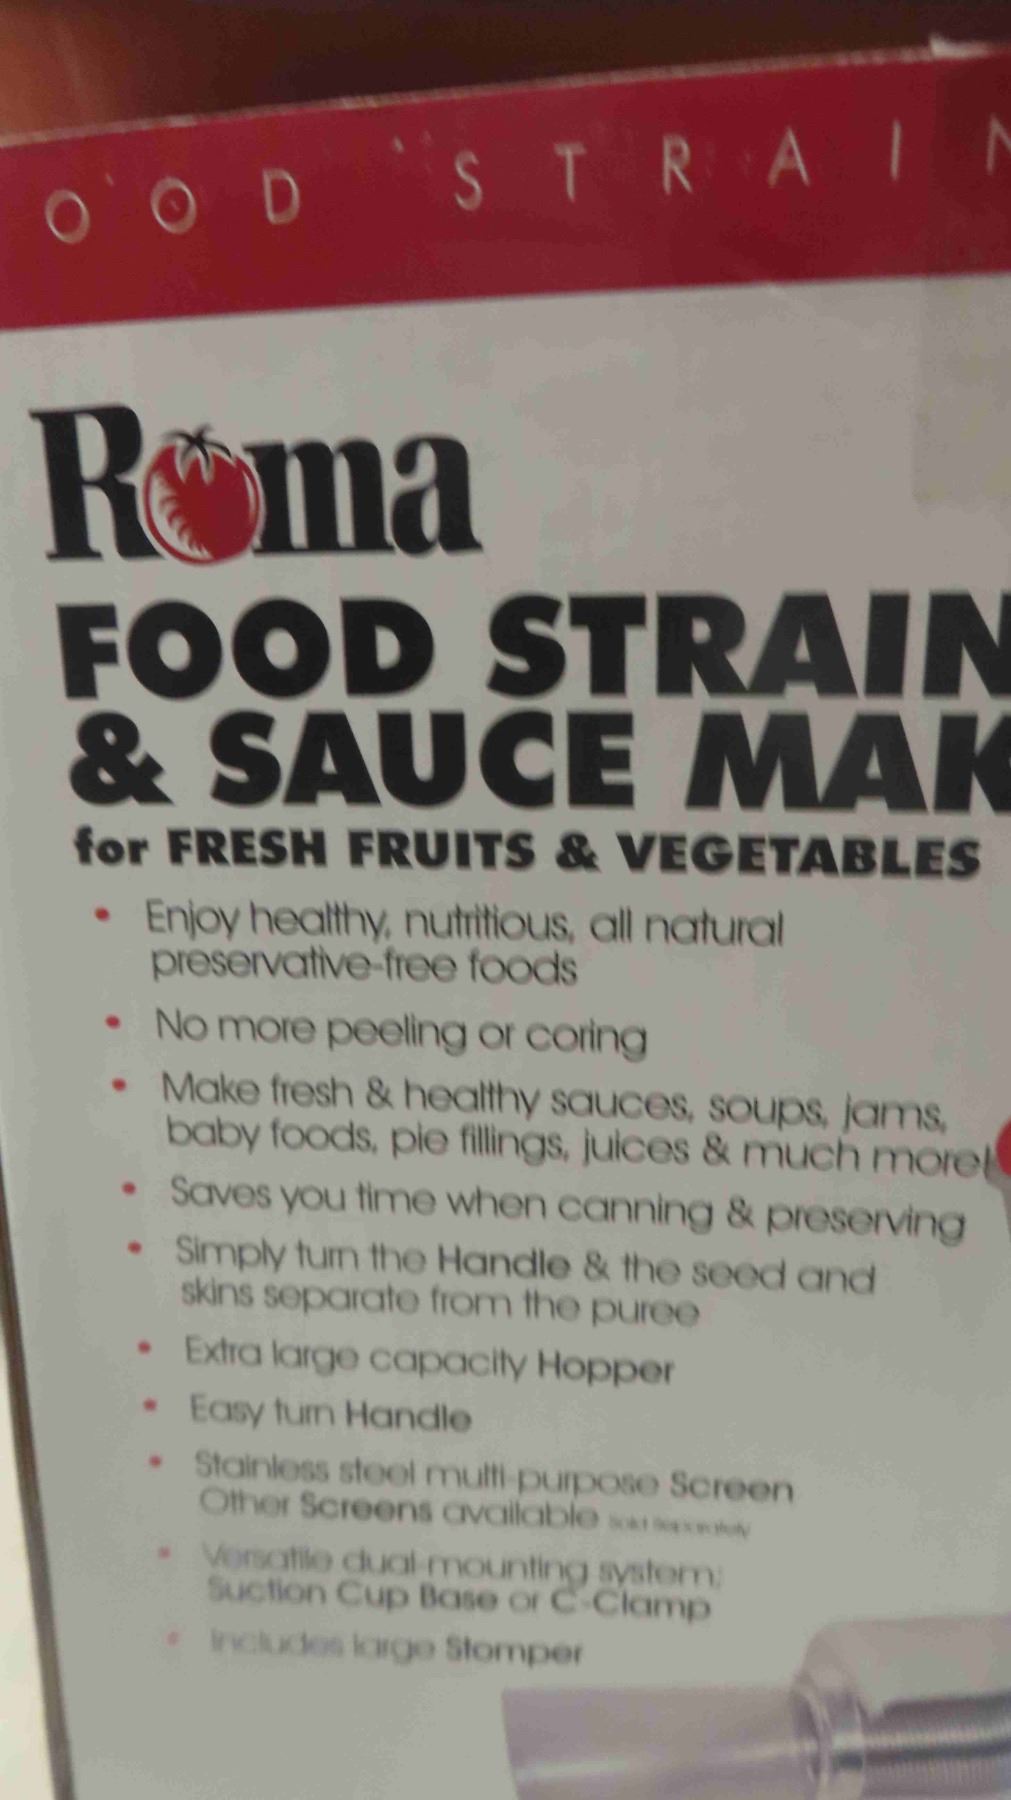 OOD STRAIN
Roma
FOOD STRAIN
& SAUCE MAK
for FRESH FRUITS & VEGETABLES
• Enjoy healthy, nutritious, all natural
preservative-free foods
• No more peeling or coring
• Make fresh & healthy sauces, soups, jams,
baby foods, pie fillings, juices & much more!
• Saves you time when canning & preserving
• Simply turn the Handle & the seed and
skins separate from the puree
• Extra large capacity Hopper
• Easy turn Handle
• Stainless steel multi-purpose Screen
Other Screens available Sold Separately
• Versatile dual-mounting system;
Suction Cup Base or C-Clamp
• Includes large Stomper